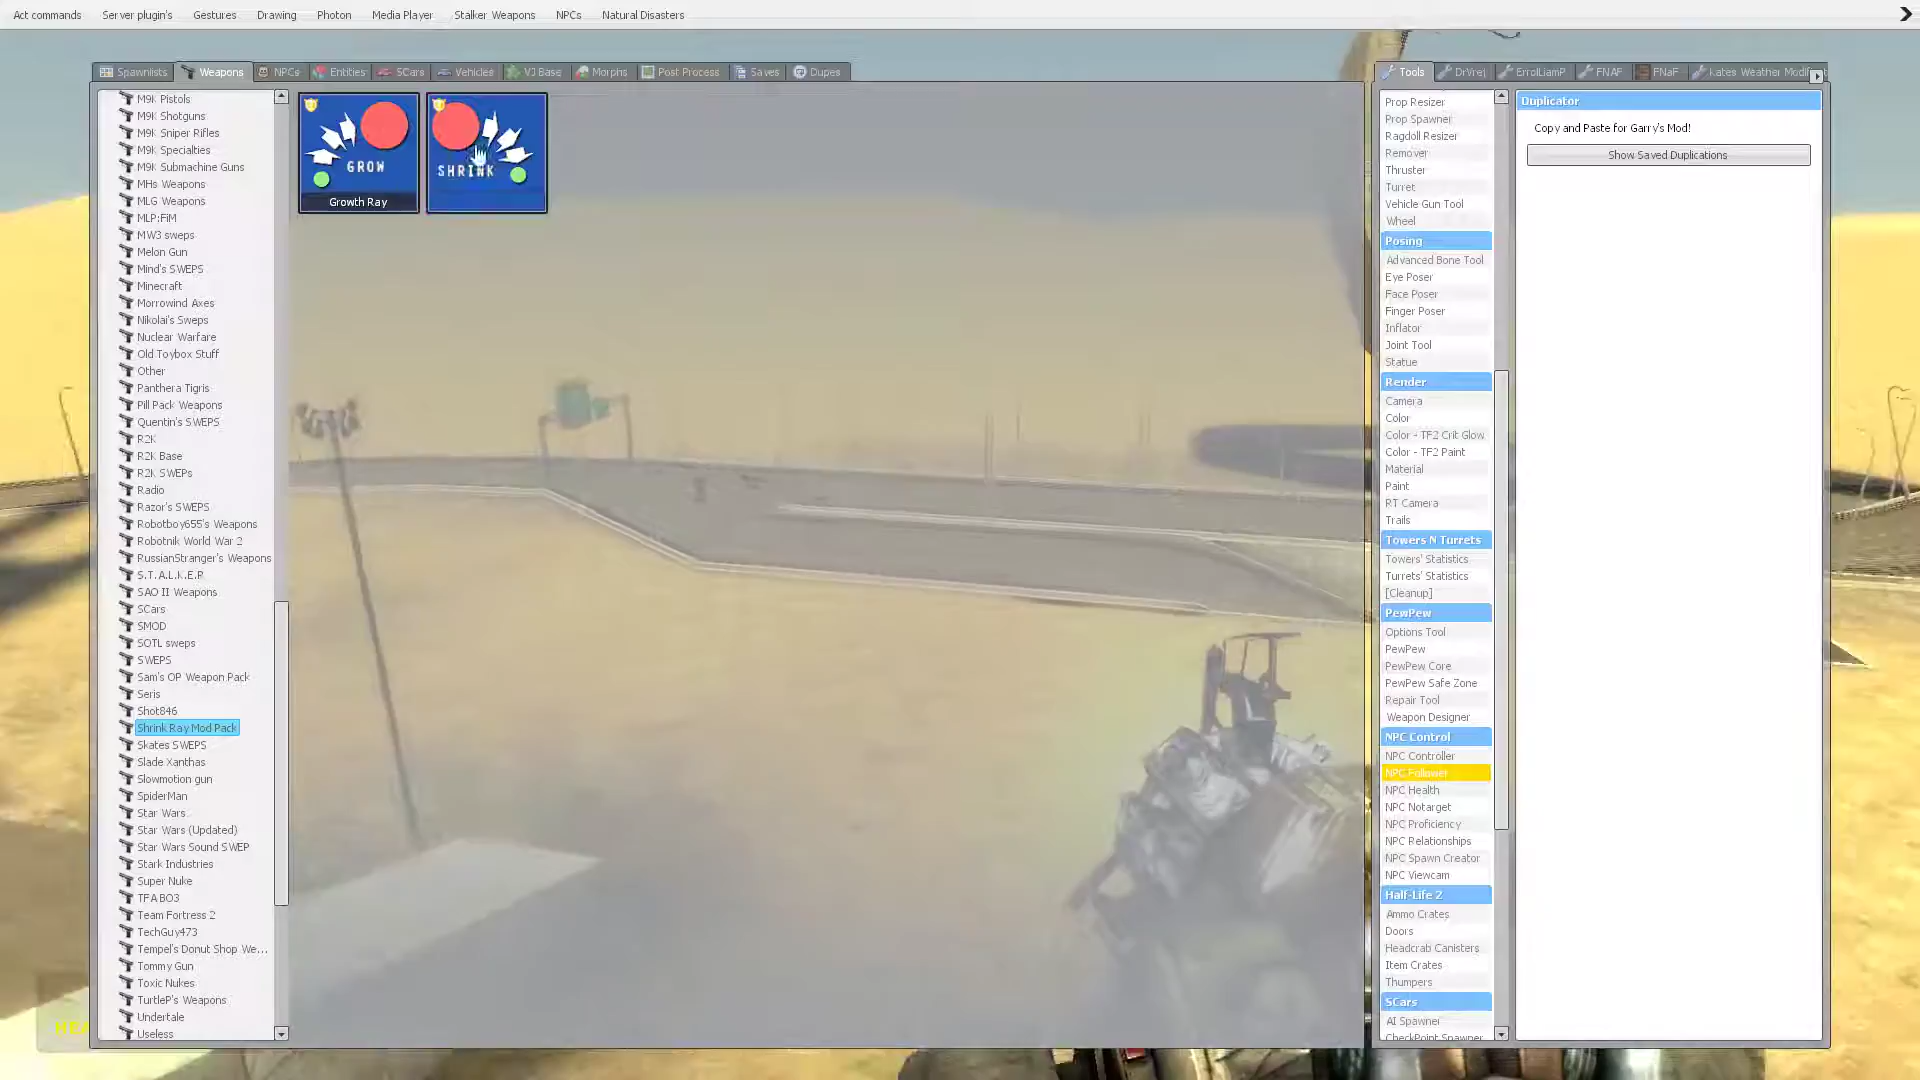 Act commands
Server plugin's
Gestures
Drawing
Photon
Media Player
Stalker Weapons
NPCs
Natural Disasters
Spawnlists
Weapons
NPCs
Entities
SCars
Vehicles
VJ Base
Morphs
Post Process
Saves
Dupes
M9K Pistols
M9K Shotguns
M9K Sniper Rifles
M9K Specialties
M9K Submachine Guns
MHs Weapons
MLG Weapons
MLP:FiM
MW3 sweps
Melon Gun
Mind's SWEPS
Minecraft
Morrowind Axes
Nikolai's Sweps
Nuclear Warfare
Old Toybox Stuff
Other
Panthera Tigris
Pill Pack Weapons
Quentin's SWEPS
R2K
R2K Base
R2K SWEPs
Radio
Razor's SWEPS
Robotboy655's Weapons
Robotnik World War 2
RussianStranger's Weapons
S.T.A.L.K.E.R
SAO II Weapons
SCars
SMOD
SOTL sweps
SWEPS
Sam's OP Weapon Pack
Seris
Shot846
Shrink Ray Mod Pack
Skates SWEPS
Slade Xanthas
Slowmotion gun
SpiderMan
Star Wars
Star Wars (Updated)
Star Wars Sound SWEP
Stark Industries
Super Nuke
TFA BO3
Team Fortress 2
TechGuy473
Tempel's Donut Shop We...
Tommy Gun
Toxic Nukes
TurtleP's Weapons
Undertale
Useless
GROW
Growth Ray
SHRINK
Tools
DrVrej
ErrolLiamP
FNAF
FNaF
Kates Weather Modif
Prop Resizer
Prop Spawner
Ragdoll Resizer
Remover
Thruster
Turret
Vehicle Gun Tool
Wheel
Posing
Advanced Bone Tool
Eye Poser
Face Poser
Finger Poser
Inflator
Joint Tool
Statue
Render
Camera
Color
Color - TF2 Crit Glow
Color - TF2 Paint
Material
Paint
RT Camera
Trails
Towers N Turrets
Towers' Statistics
Turrets' Statistics
[Cleanup]
PewPew
Options Tool
PewPew
PewPew Core
PewPew Safe Zone
Repair Tool
Weapon Designer
NPC Control
NPC Controller
NPC Follower
NPC Health
NPC Notarget
NPC Proficiency
NPC Relationships
NPC Spawn Creator
NPC Viewcam
Half-Life 2
Ammo Crates
Doors
Headcrab Canisters
Item Crates
Thumpers
SCars
AI Spawner
CheckPoint Spawner
Duplicator
Copy and Paste for Garry's Mod!
Show Saved Duplications